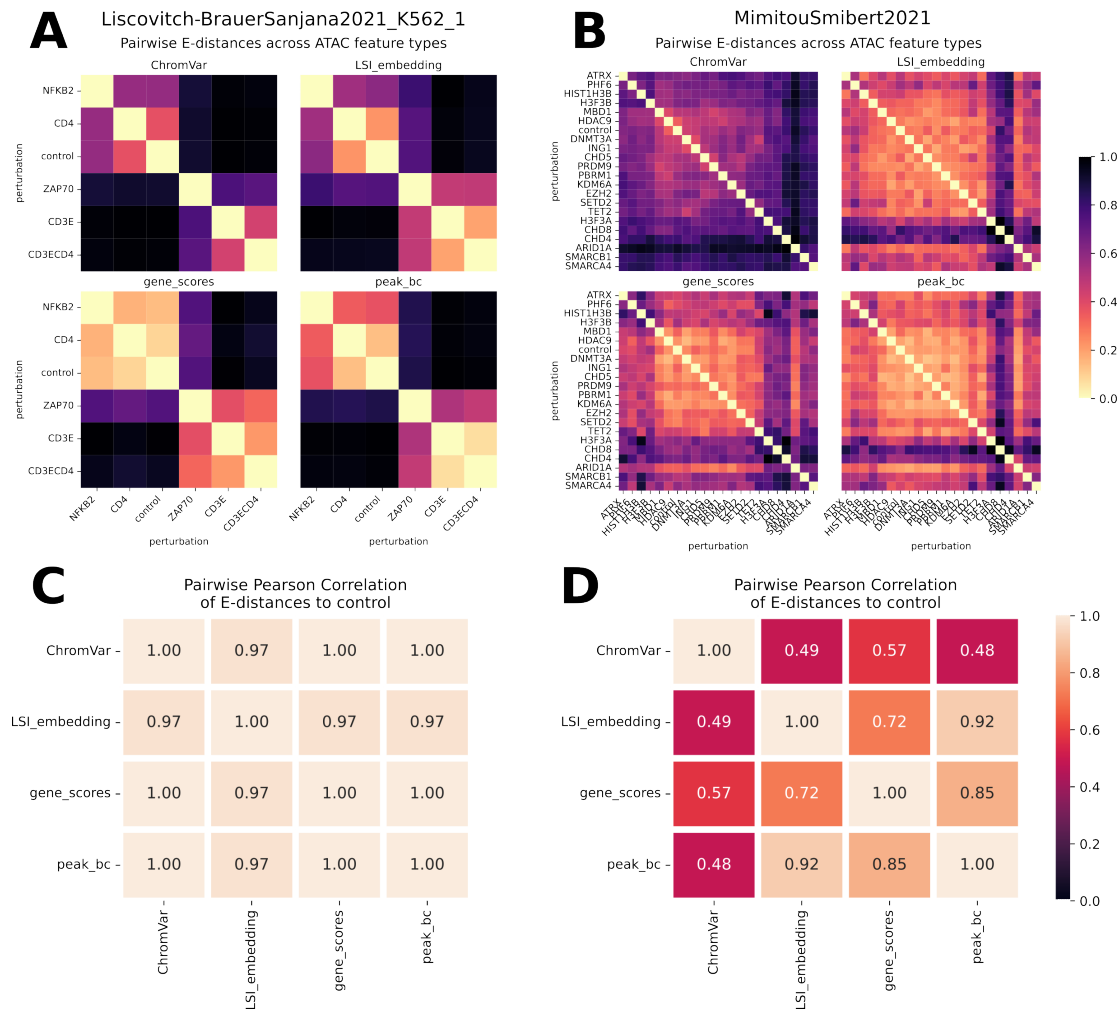 A
Liscovitch-BrauerSanjana2021_K562_1
Pairwise E-distances across ATAC feature types
ChromVar
LSI_embedding
NFKB2
CD4
control
ZAP70
CD3E
CD3ECD4
perturbation
gene_scores
peak_bc
NFKB2
CD4
control
ZAP70
CD3E
CD3ECD4
perturbation
NFKB2
CD4
control
ZAP70
CD3E
CD3ECD4
perturbation
NFKB2
CD4
control
ZAP70
CD3E
CD3ECD4
perturbation
B
MimitouSmibert2021
Pairwise E-distances across ATAC feature types
ChromVar
LSI_embedding
ATRX
PHF6
HIST1H3B
H3F3B
MBD1
HDAC9
control
DNMT3A
ING1
CHD5
PRDM9
PBRM1
KDM6A
EZH2
SETD2
TET2
H3F3A
CHD8
CHD4
ARID1A
SMARCB1
SMARCA4
perturbation
gene_scores
peak_bc
ATRX
PHF6
HIST1H3B
H3F3B
MBD1
HDAC9
control
DNMT3A
ING1
CHD5
PRDM9
PBRM1
KDM6A
EZH2
SETD2
TET2
H3F3A
CHD8
CHD4
ARID1A
SMARCB1
SMARCA4
perturbation
ATRX
SMARCA4
perturbation
ATRX
SMARCA4
perturbation
1.0
0.8
0.6
0.4
0.2
0.0
C
Pairwise Pearson Correlation
of E-distances to control
ChromVar 1.00 0.97 1.00 1.00
LSI_embedding 0.97 1.00 0.97 0.97
gene_scores 1.00 0.97 1.00 1.00
peak_bc 1.00 0.97 1.00 1.00
ChromVar
LSI_embedding
gene_scores
peak_bc
D
Pairwise Pearson Correlation
of E-distances to control
ChromVar 1.00 0.49 0.57 0.48
LSI_embedding 0.49 1.00 0.72 0.92
gene_scores 0.57 0.72 1.00 0.85
peak_bc 0.48 0.92 0.85 1.00
ChromVar
LSI_embedding
gene_scores
peak_bc
1.0
0.8
0.6
0.4
0.2
0.0